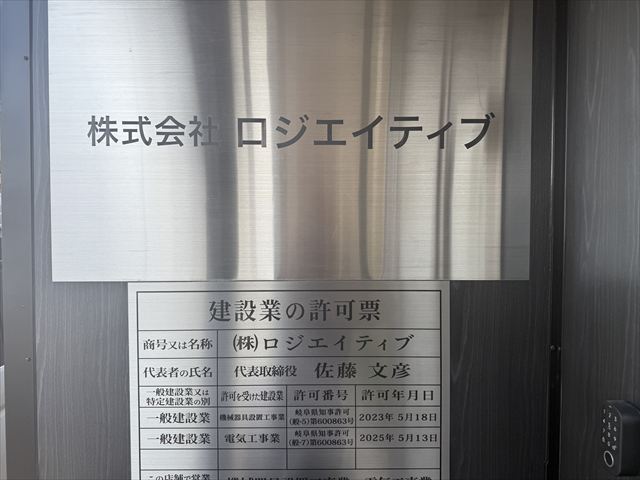 株式会社 ロジエイティブ
建設業の許可票
商号又は名称 ㈱ロジエイティブ
代表者の氏名 代表取締役 佐藤 文彦
一般建設業又は
特定建設業の別 許可を受けた建設業 許可番号 許可年月日
一般建設業 機械器具設置工事業 岐阜県知事許可
(般-5)第600863号 2023年 5月18日
一般建設業 電気工事業 岐阜県知事許可
(般-7)第600863号 2025年 5月13日
この店舗で営業